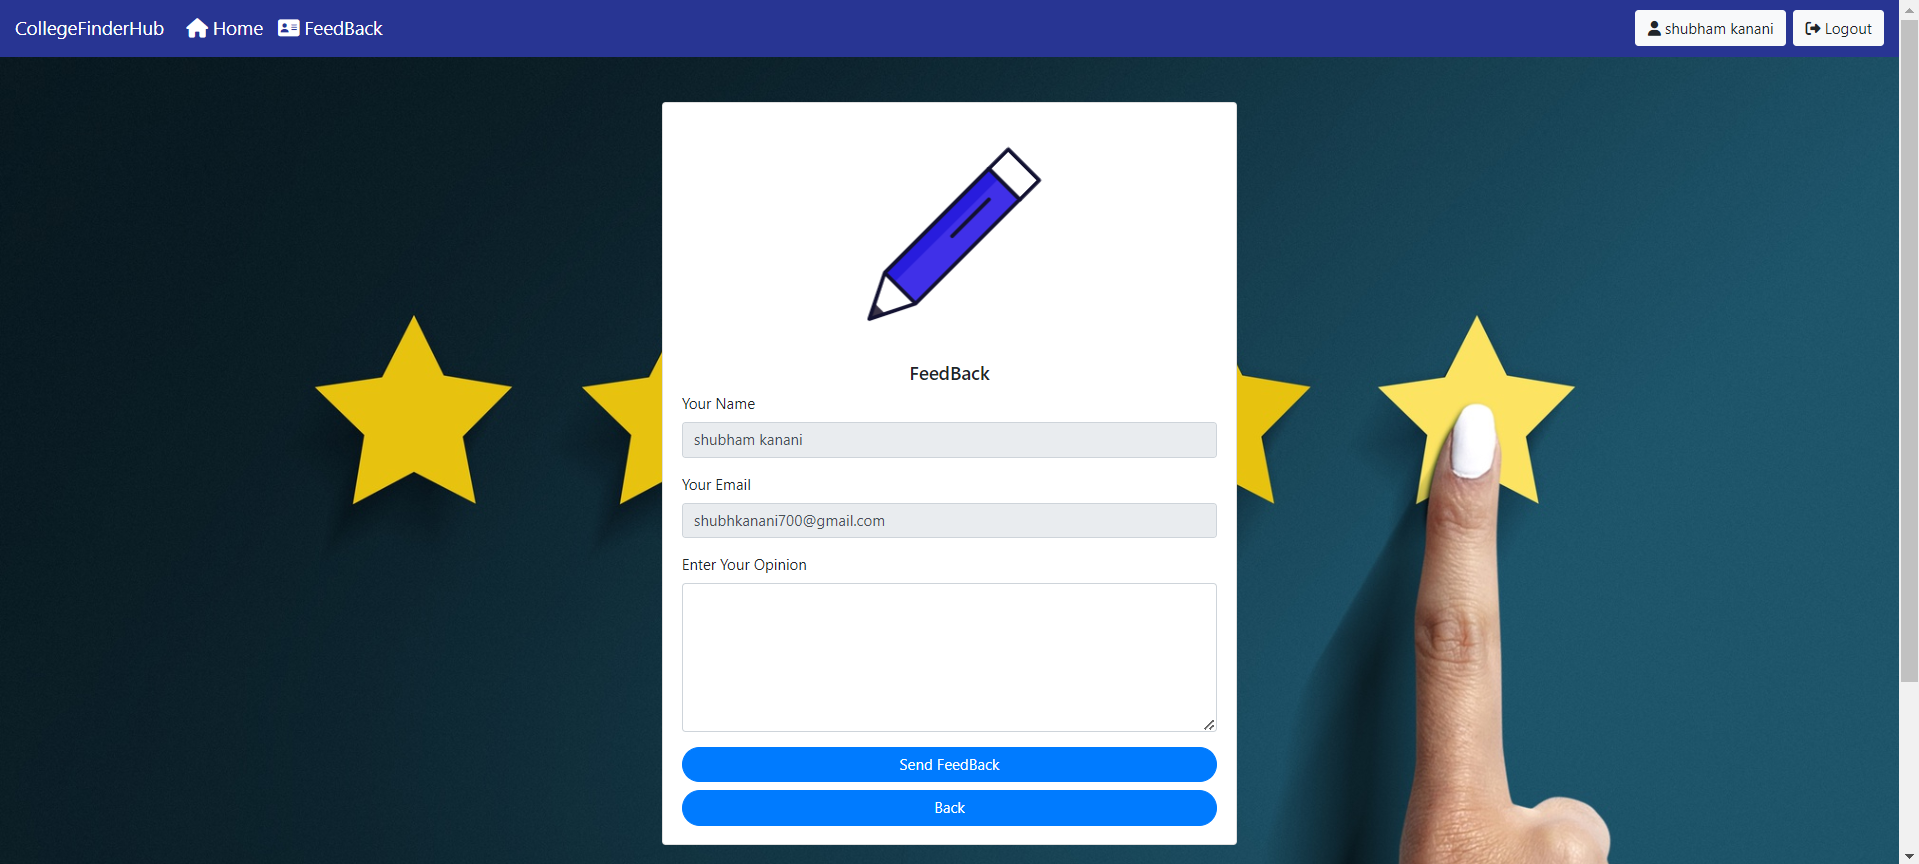 CollegeFinderHub Home FeedBack shubham kanani Logout
FeedBack
Your Name
shubham kanani
Your Email
shubhkanani700@gmail.com
Enter Your Opinion
Send FeedBack
Back